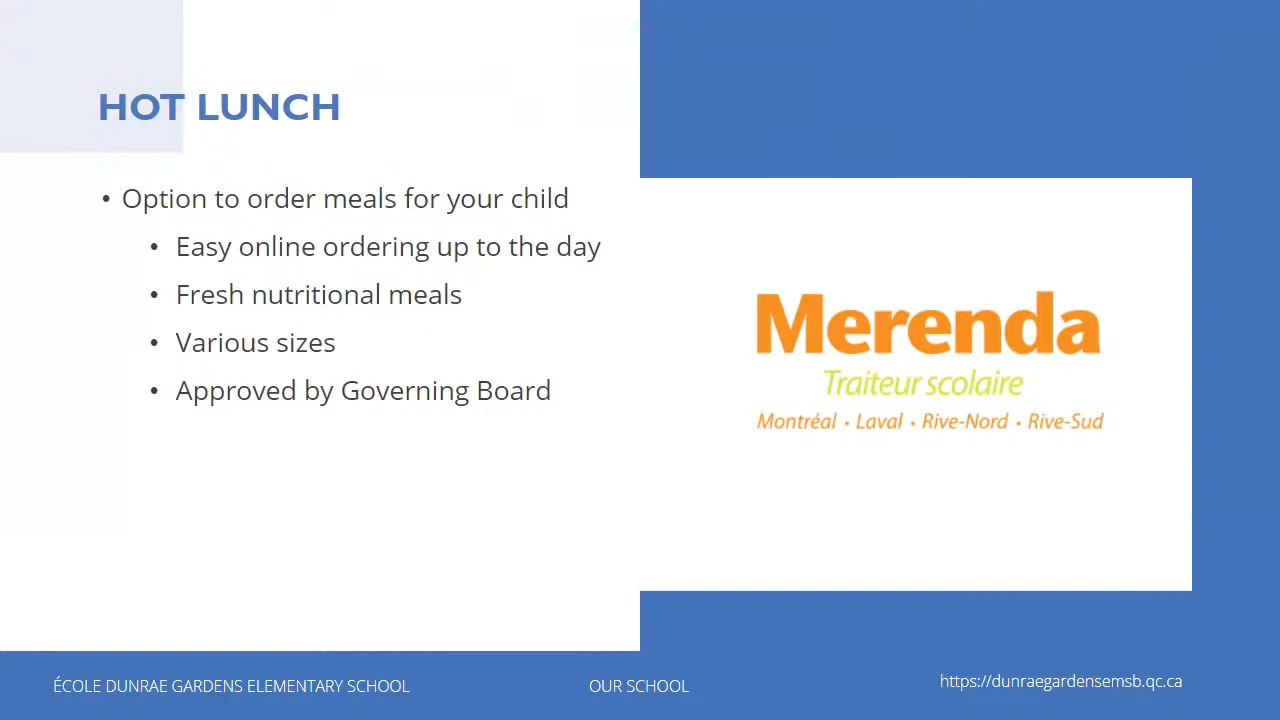 HOT LUNCH
• Option to order meals for your child
• Easy online ordering up to the day
• Fresh nutritional meals
• Various sizes
• Approved by Governing Board
Merenda
Traiteur scolaire
Montréal • Laval • Rive-Nord • Rive-Sud
ÉCOLE DUNRAE GARDENS ELEMENTARY SCHOOL
OUR SCHOOL
https://dunraegardensemsb.qc.ca